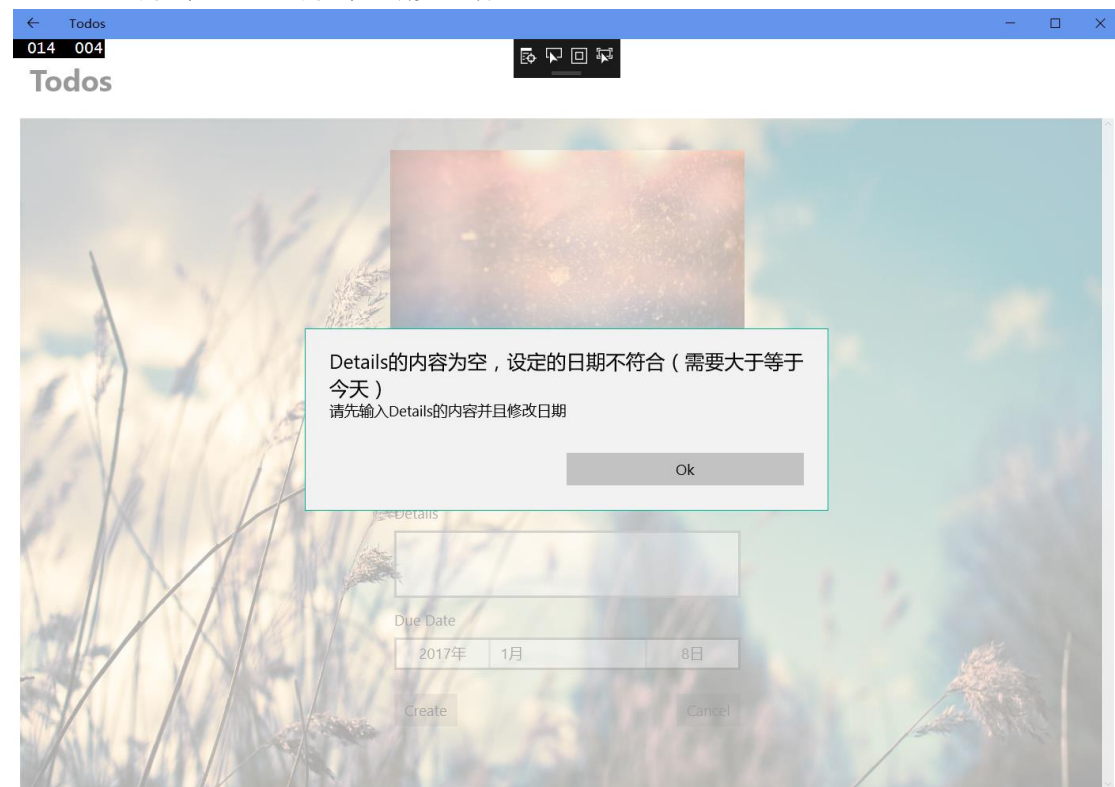 Todos
014 004
Todos
Details的内容为空，设定的日期不符合（需要大于等于
今天）
请先输入Details的内容并且修改日期
Ok
Details
Due Date
2017年 1月 8日
Create Cancel